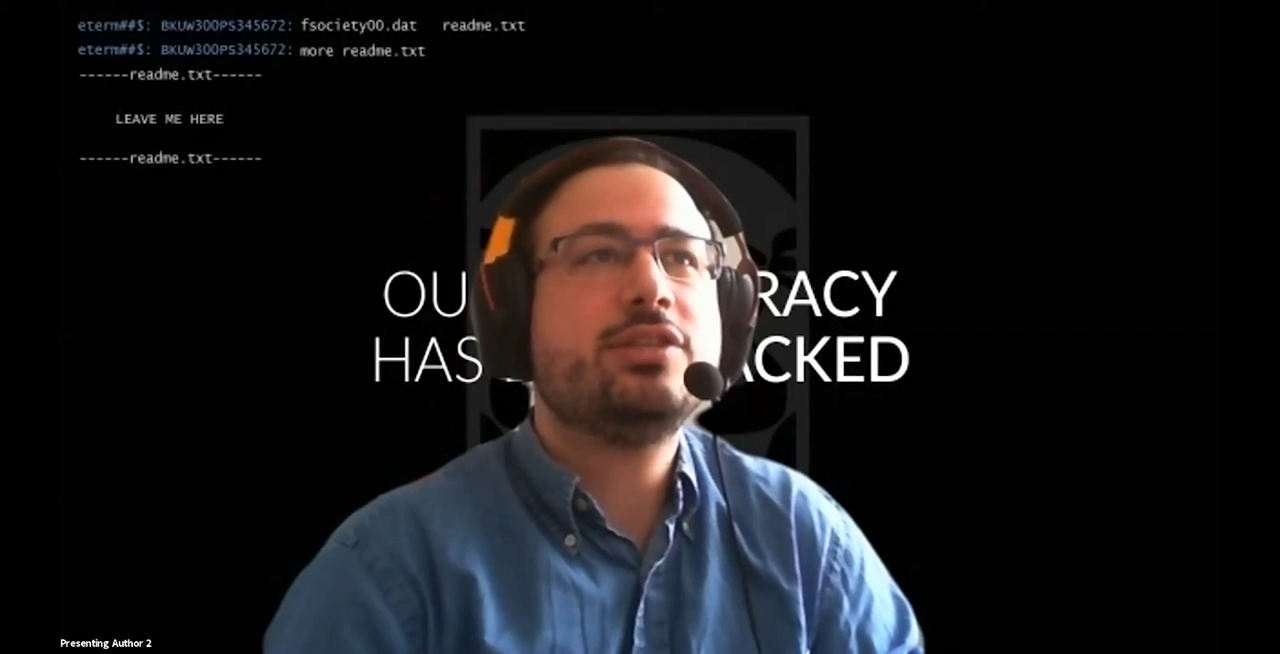 eterm##$: BKUW300PS345672: fsociety00.dat readme.txt
eterm##$: BKUW300PS345672: more readme.txt
------readme.txt------
LEAVE ME HERE
------readme.txt------
OU RACY
HAS ACKED
Presenting Author 2